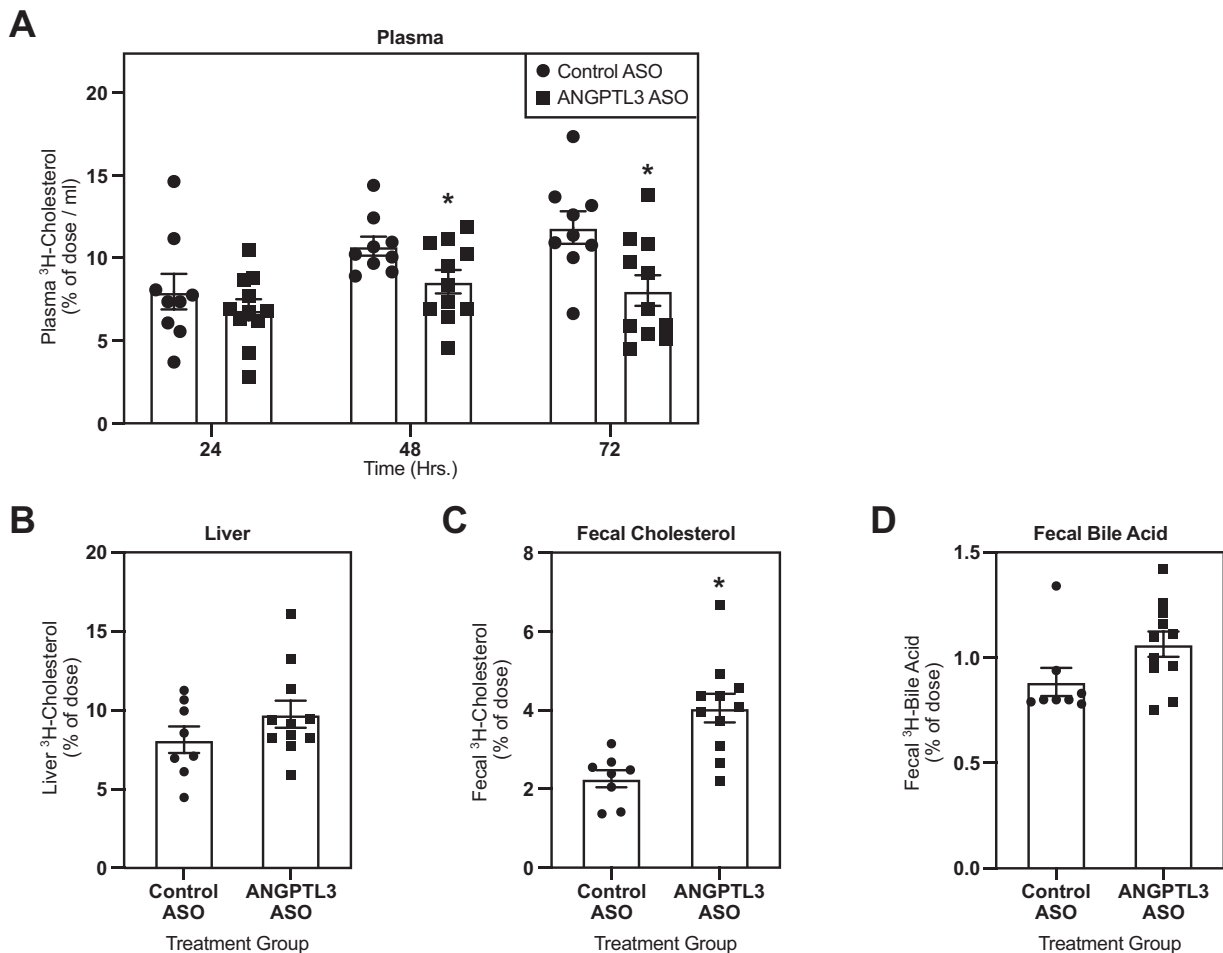 A
Plasma
Control ASO
ANGPTL3 ASO
20
15
10
5
0
Plasma ³H-Cholesterol
(% of dose / ml)
*
*
24
48
72
Time (Hrs.)
B
Liver
20
15
10
5
0
Liver ³H-Cholesterol
(% of dose)
Control
ASO
ANGPTL3
ASO
Treatment Group
C
Fecal Cholesterol
8
6
4
2
0
Fecal ³H-Cholesterol
(% of dose)
*
Control
ASO
ANGPTL3
ASO
Treatment Group
D
Fecal Bile Acid
1.5
1.0
0.5
0.0
Fecal ³H-Bile Acid
(% of dose)
Control
ASO
ANGPTL3
ASO
Treatment Group